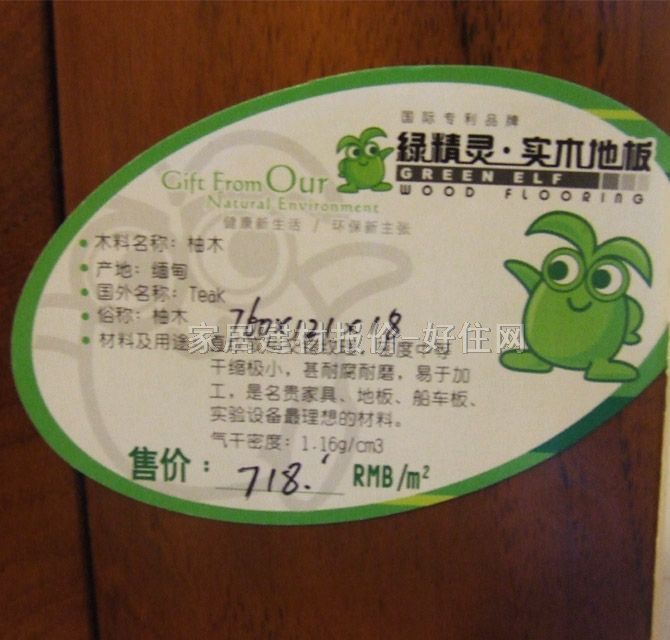 国际专利品牌
绿精灵·实木地板
GREEN ELF
WOOD FLOORING
Gift From Our
Natural Environment
健康新生活 / 环保新主张
木料名称：柚木
产地：缅甸
国外名称：Teak
俗称：柚木
760×121×18
家居建材报价-好住网
材料及用途
干缩极小，甚耐腐耐磨，易于加
工，是名贵家具、地板、船车板、
实验设备最理想的材料。
气干密度：1.16g/cm3
售价：718. RMB/m²